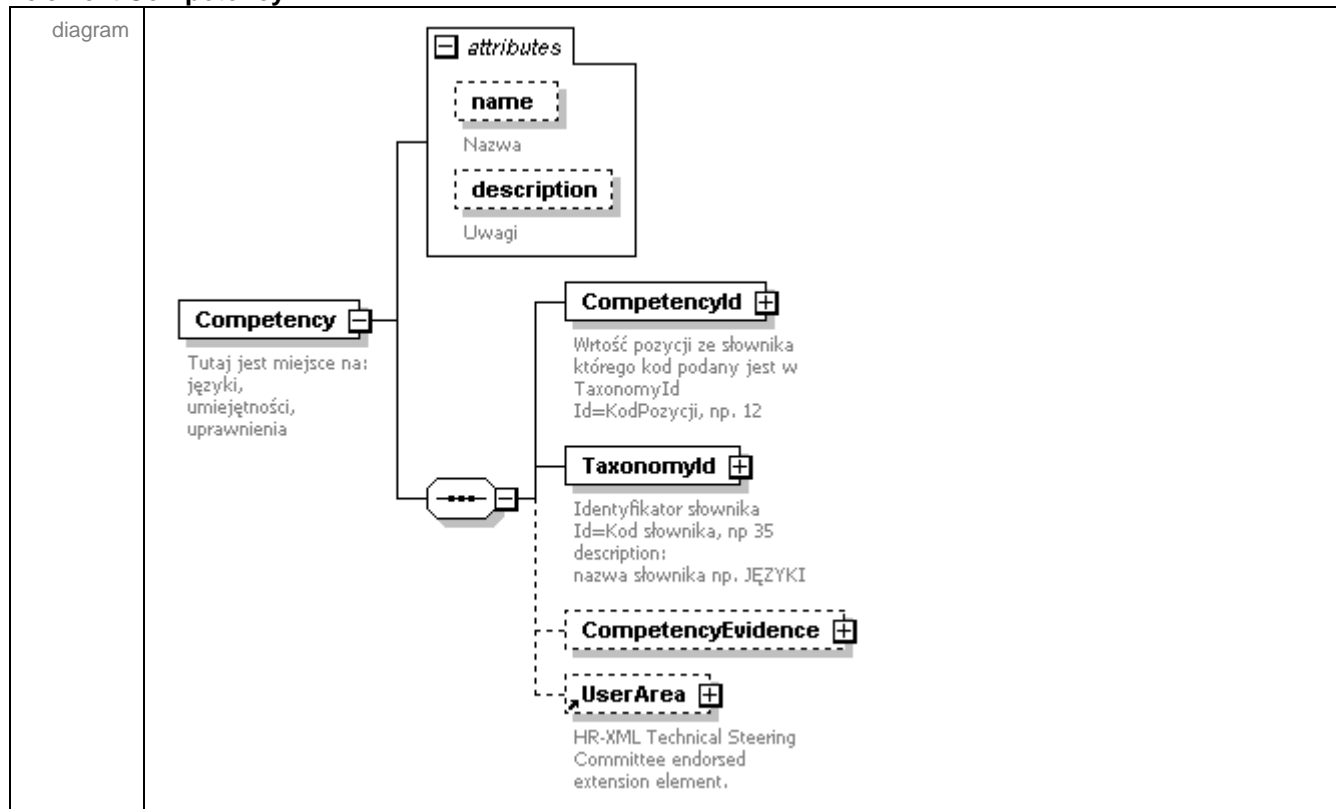 diagram
attributes
name
Nazwa
description
Uwagi
Competency
Tutaj jest miejsce na:
języki,
umiejętności,
uprawnienia
CompetencyId
Wrtość pozycji ze słownika
którego kod podany jest w
TaxonomyId
Id=KodPozycji, np. 12
TaxonomyId
Identyfikator słownika
Id=Kod słownika, np 35
description:
nazwa słownika np. JĘZYKI
CompetencyEvidence
UserArea
HR-XML Technical Steering
Committee endorsed
extension element.